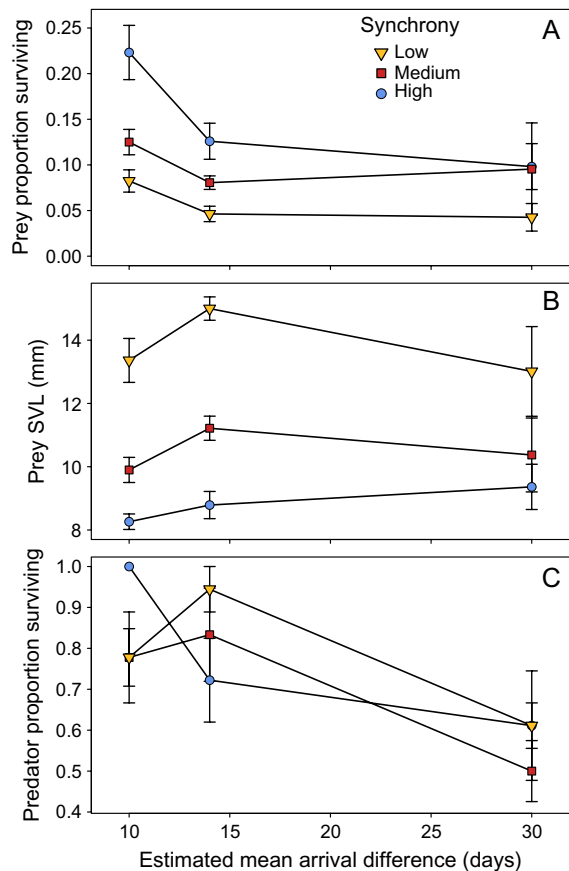 A
Synchrony
Low
Medium
High
Prey proportion surviving
0.25
0.20
0.15
0.10
0.05
0.00
B
Prey SVL (mm)
14
12
10
8
C
Predator proportion surviving
1.0
0.9
0.8
0.7
0.6
0.5
0.4
10 15 20 25 30
Estimated mean arrival difference (days)